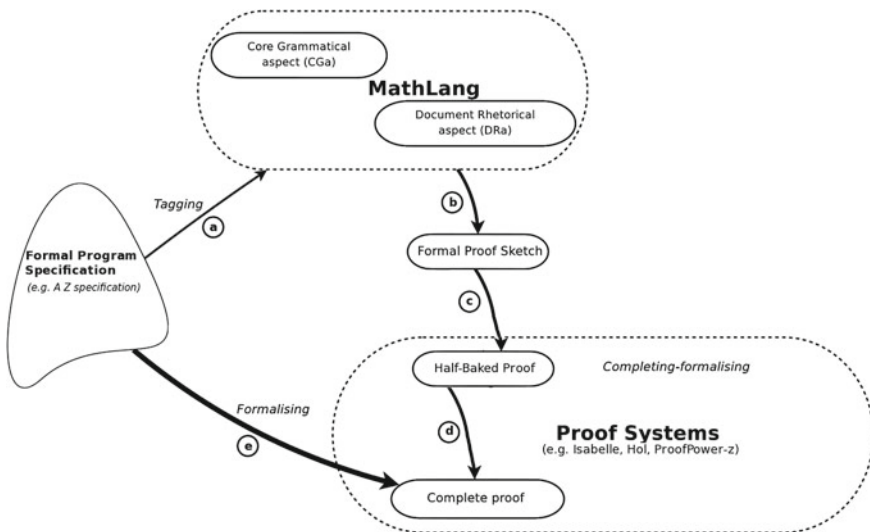 Core Grammatical
aspect (CGa)
MathLang
Document Rhetorical
aspect (DRa)
Tagging
a
b
Formal Program
Specification
(e.g. A Z specification)
Formal Proof Sketch
c
Half-Baked Proof
Completing-formalising
Formalising
e
d
Proof Systems
(e.g. Isabelle, Hol, ProofPower-z)
Complete proof